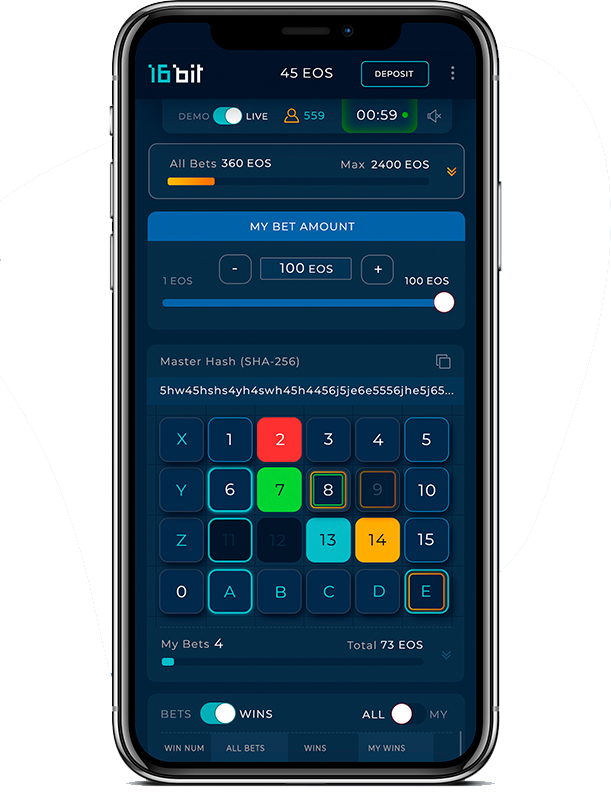 16bit 45 EOS DEPOSIT
DEMO LIVE 559 00:59
All Bets 360 EOS Max 2400 EOS
MY BET AMOUNT
1 EOS - 100 EOS + 100 EOS
Master Hash (SHA-256)
5hw45hshs4yh4swh45h4456j5je6e5556jhe5j65...
X 1 2 3 4 5
Y 6 7 8 9 10
Z 11 12 13 14 15
0 A B C D E
My Bets 4 Total 73 EOS
BETS WINS ALL MY
WIN NUM ALL BETS WINS MY WINS